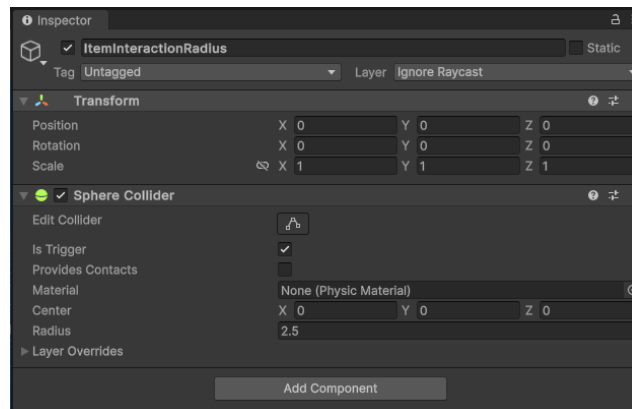 Inspector
ItemInteractionRadius Static
Tag Untagged Layer Ignore Raycast
Transform
Position X 0 Y 0 Z 0
Rotation X 0 Y 0 Z 0
Scale X 1 Y 1 Z 1
Sphere Collider
Edit Collider
Is Trigger
Provides Contacts
Material None (Physic Material)
Center X 0 Y 0 Z 0
Radius 2.5
Layer Overrides
Add Component